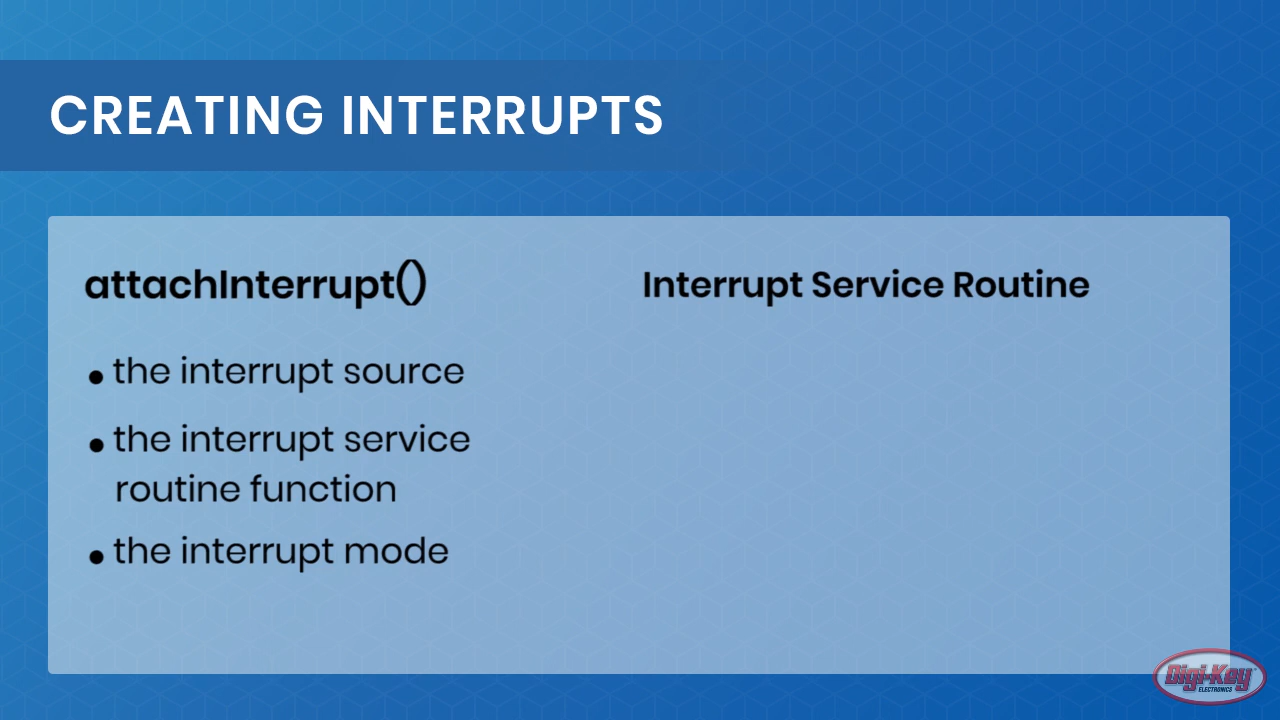 CREATING INTERRUPTS
attachInterrupt()
• the interrupt source
• the interrupt service
routine function
• the interrupt mode
Interrupt Service Routine
Digi-Key
ELECTRONICS